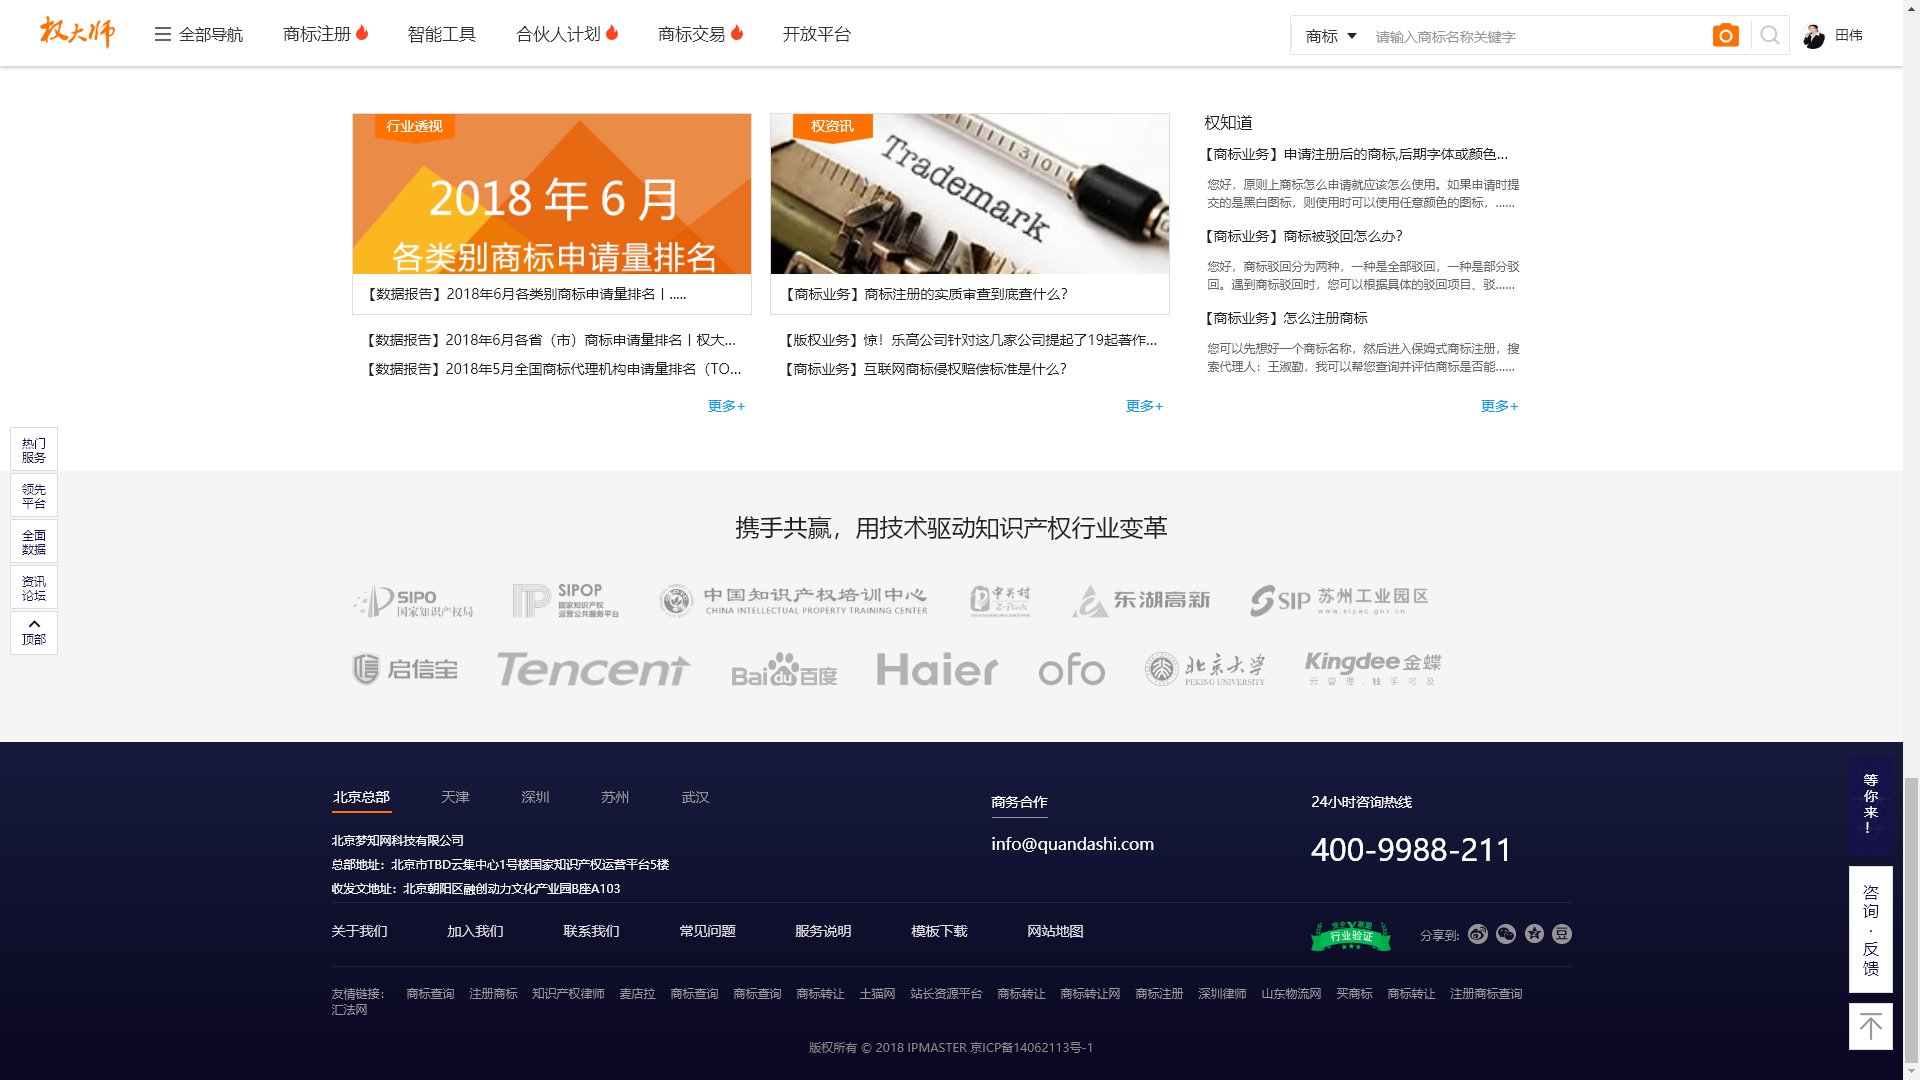 权大师
全部导航
商标注册
智能工具
合伙人计划
商标交易
开放平台
商标
请输入商标名称关键字
田伟
行业透视
2018 年 6 月
各类别商标申请量排名
【数据报告】2018年6月各类别商标申请量排名丨.....
【数据报告】2018年6月各省（市）商标申请量排名丨权大...
【数据报告】2018年5月全国商标代理机构申请量排名（TO...
更多+
权资讯
Trademark
【商标业务】商标注册的实质审查到底查什么？
【版权业务】惊！乐高公司针对这几家公司提起了19起著作...
【商标业务】互联网商标侵权赔偿标准是什么？
更多+
权知道
【商标业务】申请注册后的商标,后期字体或颜色...
您好，原则上商标怎么申请就应该怎么使用。如果申请时提
交的是黑白图标，则使用时可以使用任意颜色的图标，......
【商标业务】商标被驳回怎么办?
您好，商标驳回分为两种，一种是全部驳回，一种是部分驳
回。遇到商标驳回时，您可以根据具体的驳回项目、驳......
【商标业务】怎么注册商标
您可以先想好一个商标名称，然后进入保姆式商标注册，搜
索代理人：王淑勤，我可以帮您查询并评估商标是否能......
更多+
热门
服务
领先
平台
全面
数据
资讯
论坛
顶部
携手共赢，用技术驱动知识产权行业变革
SIPO
国家知识产权局
SIPOP
国家知识产权
运营公共服务平台
中国知识产权培训中心
CHINA INTELLECTUAL PROPERTY TRAINING CENTER
中关村
Z-Park
东湖高新
SIP 苏州工业园区
www.sipac.gov.cn
启信宝
Tencent
Bai du 百度
Haier
ofo
北京大学
PEKING UNIVERSITY
Kingdee 金蝶
云 管 理 ，触 手 可 及
北京总部
天津
深圳
苏州
武汉
北京梦知网科技有限公司
总部地址：北京市TBD云集中心1号楼国家知识产权运营平台5楼
收发文地址：北京朝阳区融创动力文化产业园B座A103
商务合作
info@quandashi.com
24小时咨询热线
400-9988-211
关于我们
加入我们
联系我们
常见问题
服务说明
模板下载
网站地图
安全联盟
行业验证
分享到:
豆
友情链接：
商标查询
注册商标
知识产权律师
麦店拉
商标查询
商标查询
商标转让
土猫网
站长资源平台
商标转让
商标转让网
商标注册
深圳律师
山东物流网
买商标
商标转让
注册商标查询
汇法网
版权所有 © 2018 IPMASTER 京ICP备14062113号-1
等
你
来
！
咨
询
·
反
馈